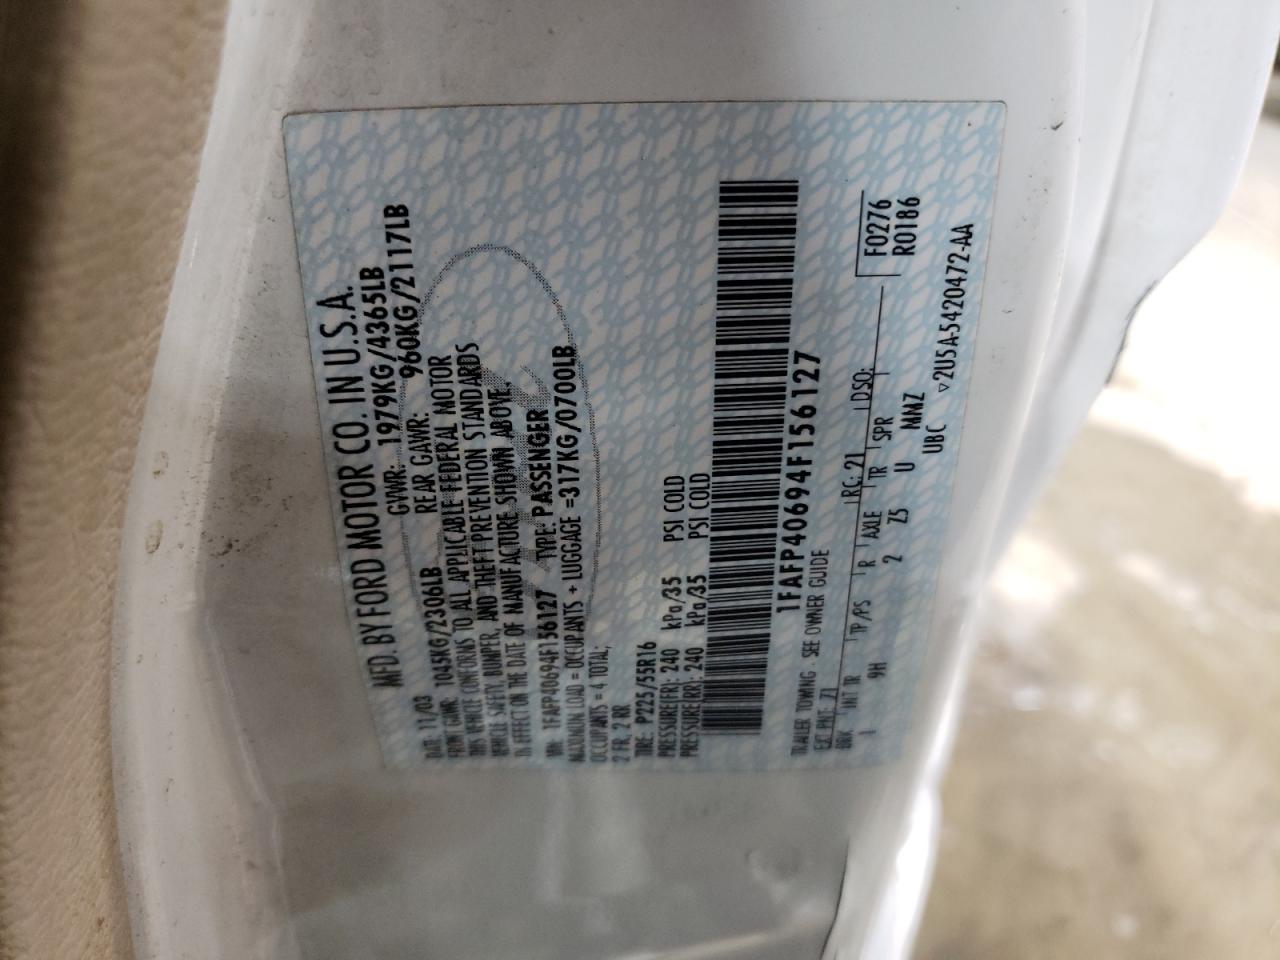 MFD. BY FORD MOTOR CO. IN U.S.A.
DATE: 11/03 GVWR: 1979KG/4365LB
FRONT GAWR: 1045KG/2306LB REAR GAWR: 960KG/2117LB
THIS VEHICLE CONFORMS TO ALL APPLICABLE FEDERAL MOTOR
VEHICLE SAFETY, BUMPER, AND THEFT PREVENTION STANDARDS
IN EFFECT ON THE DATE OF MANUFACTURE SHOWN ABOVE.
VIN: 1FAFP40694F156127 TYPE: PASSENGER
MAXIMUM LOAD = OCCUPANTS + LUGGAGE =317KG/0700LB
OCCUPANTS = 4 TOTAL;
2 FR, 2 RR
TIRE: P225/55R16
PRESSURE(FR): 240 kPa/35 PSI COLD
PRESSURE(RR): 240 kPa/35 PSI COLD
1FAFP40694F156127
TRAILER TOWING - SEE OWNER GUIDE
EXT PNT: Z1 RC: 21 DSO:
BRK INT TR TP/PS R AXLE TR SPR
1 9H 2 Z5 U MMZ
UBC
F0276
R0186
▽2U5A-5420472-AA